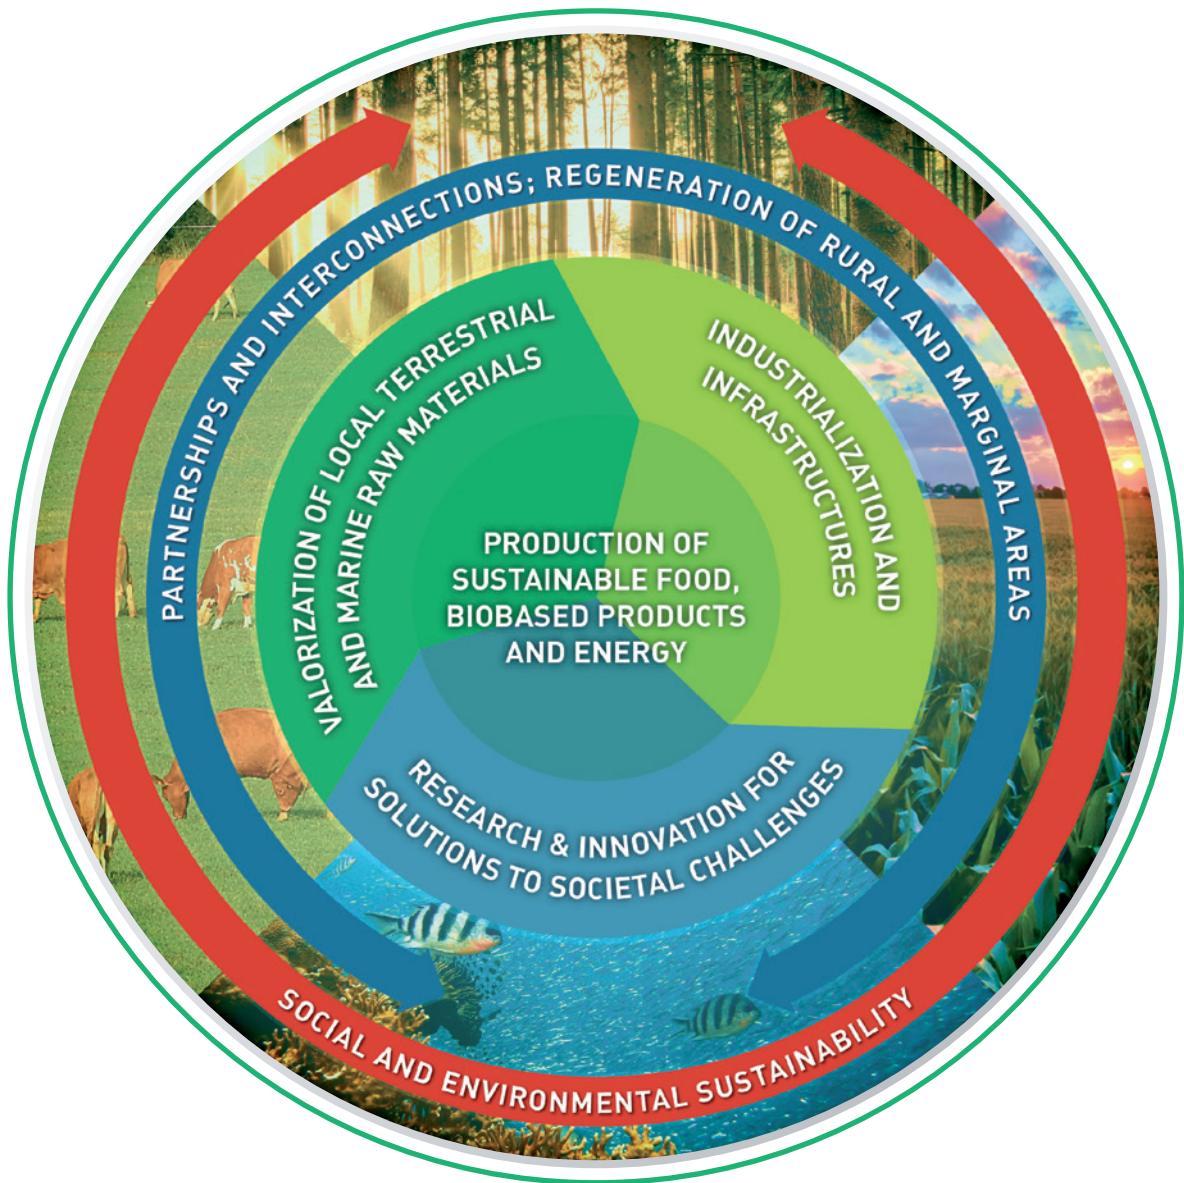 PARTNERSHIPS AND INTERCONNECTIONS; REGENERATION OF RURAL AND MARGINAL AREAS
VALORIZATION OF LOCAL TERRESTRIAL
AND MARINE RAW MATERIALS
INDUSTRIALIZATION AND
INFRASTRUCTURES
PRODUCTION OF
SUSTAINABLE FOOD,
BIOBASED PRODUCTS
AND ENERGY
RESEARCH & INNOVATION FOR
SOLUTIONS TO SOCIETAL CHALLENGES
SOCIAL AND ENVIRONMENTAL SUSTAINABILITY